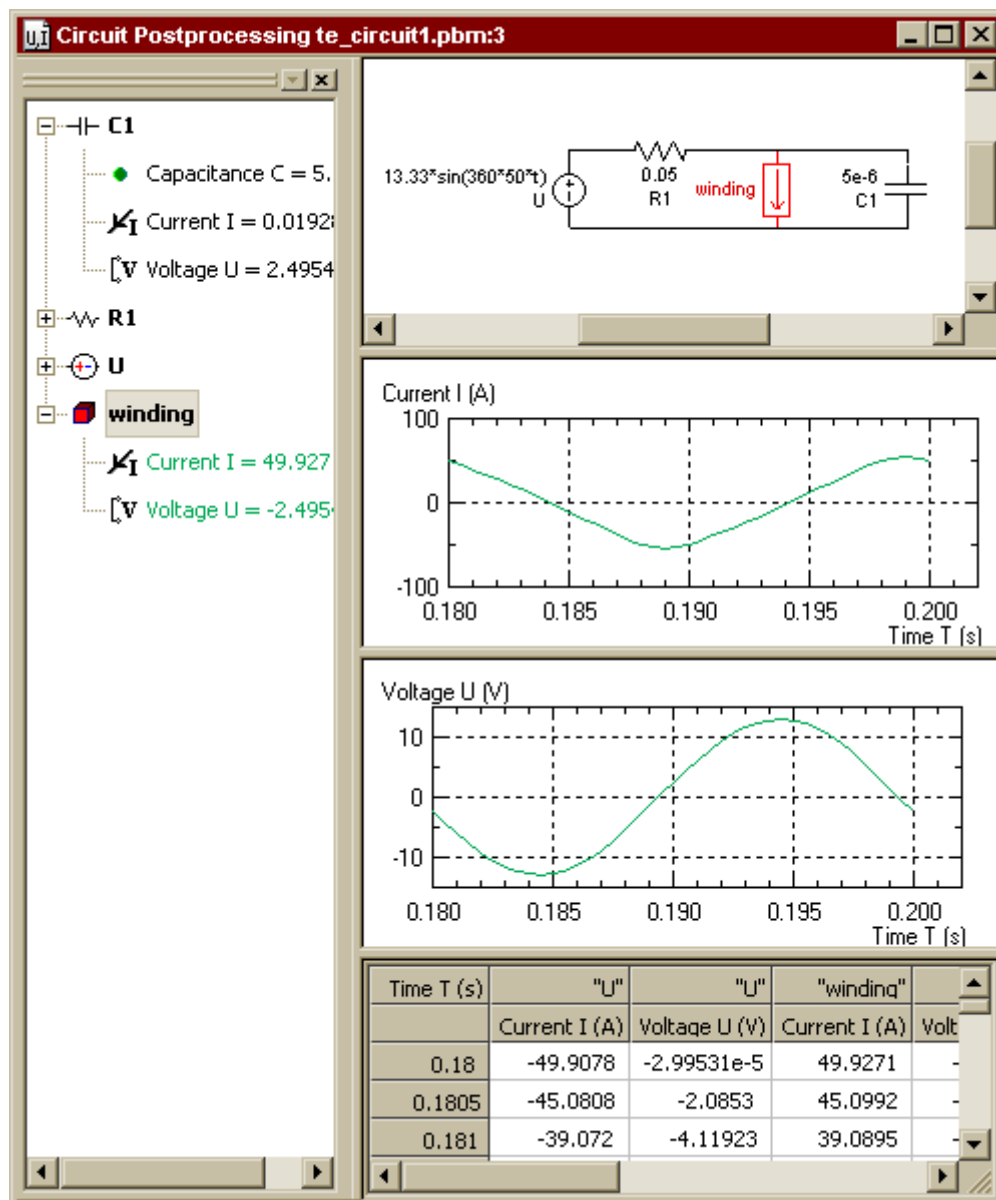 Circuit Postprocessing te_circuit1.pbm:3
C1
Capacitance C = 5.
Current I = 0.0192
Voltage U = 2.4954
R1
U
winding
Current I = 49.927
Voltage U = -2.495
13.33*sin(360*50*t)
U
0.05
R1
winding
5e-6
C1
Current I (A)
100
0
-100
0.180 0.185 0.190 0.195 0.200
Time T (s)
Voltage U (V)
10
0
-10
0.180 0.185 0.190 0.195 0.200
Time T (s)
Time T (s) "U" "U" "winding"
Current I (A) Voltage U (V) Current I (A) Volt
0.18 -49.9078 -2.99531e-5 49.9271 -
0.1805 -45.0808 -2.0853 45.0992 -
0.181 -39.072 -4.11923 39.0895 -